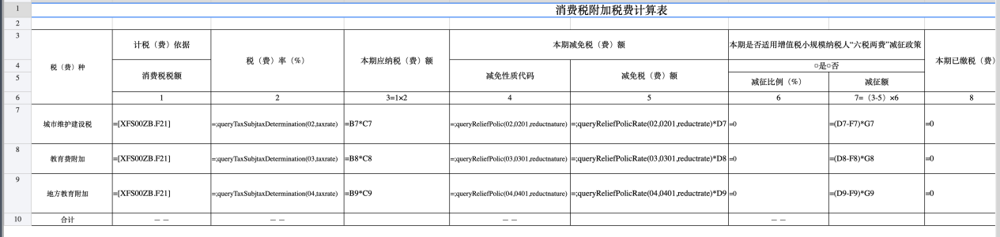 1 消费税附加税费计算表
2
3 税（费）种 计税（费）依据 税（费）率（%） 本期应纳税（费）额 本期减免税（费）额 本期是否适用增值税小规模纳税人“六税两费”减征政策 本期已缴税（费）
4 消费税税额 减免性质代码 减免税（费）额 □是□否
5 减征比例（%） 减征额
6 1 2 3=1×2 4 5 6 7=（3-5）×6 8
7 城市维护建设税 =[XFS00ZB.F21] =;queryTaxSubjtaxDetermination(02,taxrate) =B7*C7 =;queryReliefPolic(02,0201,reductnature) =;queryReliefPolicRate(02,0201,reductrate)*D7 =0 =(D7-F7)*G7 =0
8 教育费附加 =[XFS00ZB.F21] =;queryTaxSubjtaxDetermination(03,taxrate) =B8*C8 =;queryReliefPolic(03,0301,reductnature) =;queryReliefPolicRate(03,0301,reductrate)*D8 =0 =(D8-F8)*G8 =0
9 地方教育附加 =[XFS00ZB.F21] =;queryTaxSubjtaxDetermination(04,taxrate) =B9*C9 =;queryReliefPolic(04,0401,reductnature) =;queryReliefPolicRate(04,0401,reductrate)*D9 =0 =(D9-F9)*G9 =0
10 合计 —— —— —— ——